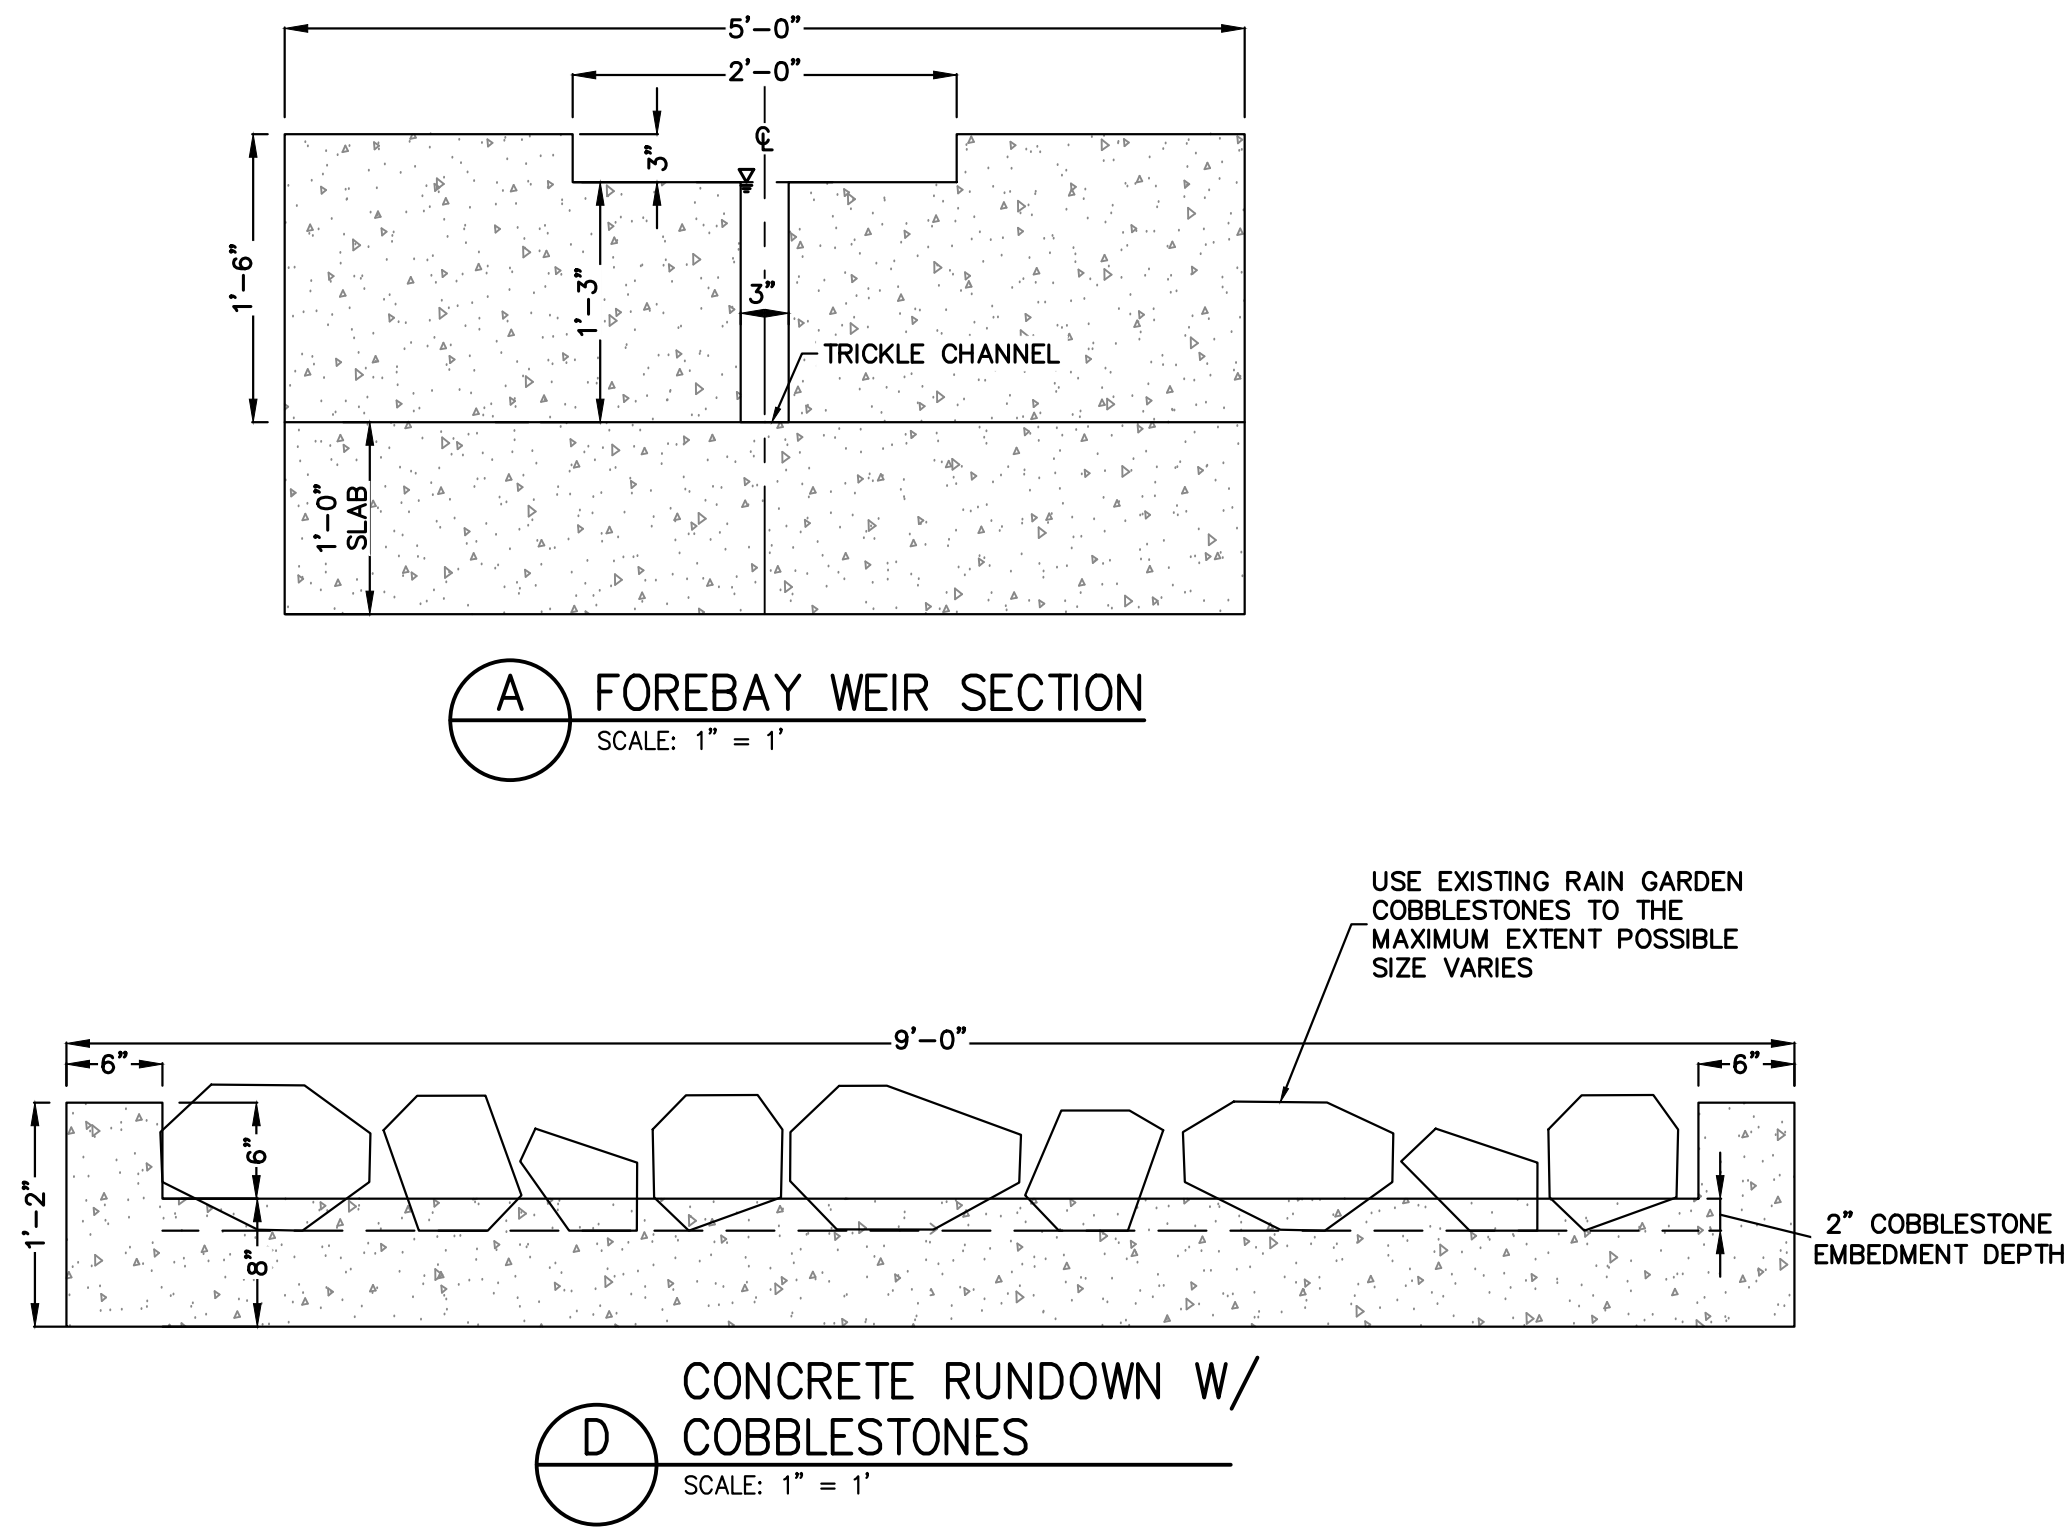 5'-0"
2'-0"
℄
3"
1'-6"
1'-3"
3"
TRICKLE CHANNEL
1'-0"
SLAB
A
FOREBAY WEIR SECTION
SCALE: 1" = 1'
USE EXISTING RAIN GARDEN
COBBLESTONES TO THE
MAXIMUM EXTENT POSSIBLE
SIZE VARIES
9'-0"
6"
6"
6"
1'-2"
8"
2" COBBLESTONE
EMBEDMENT DEPTH
D
CONCRETE RUNDOWN W/
COBBLESTONES
SCALE: 1" = 1'